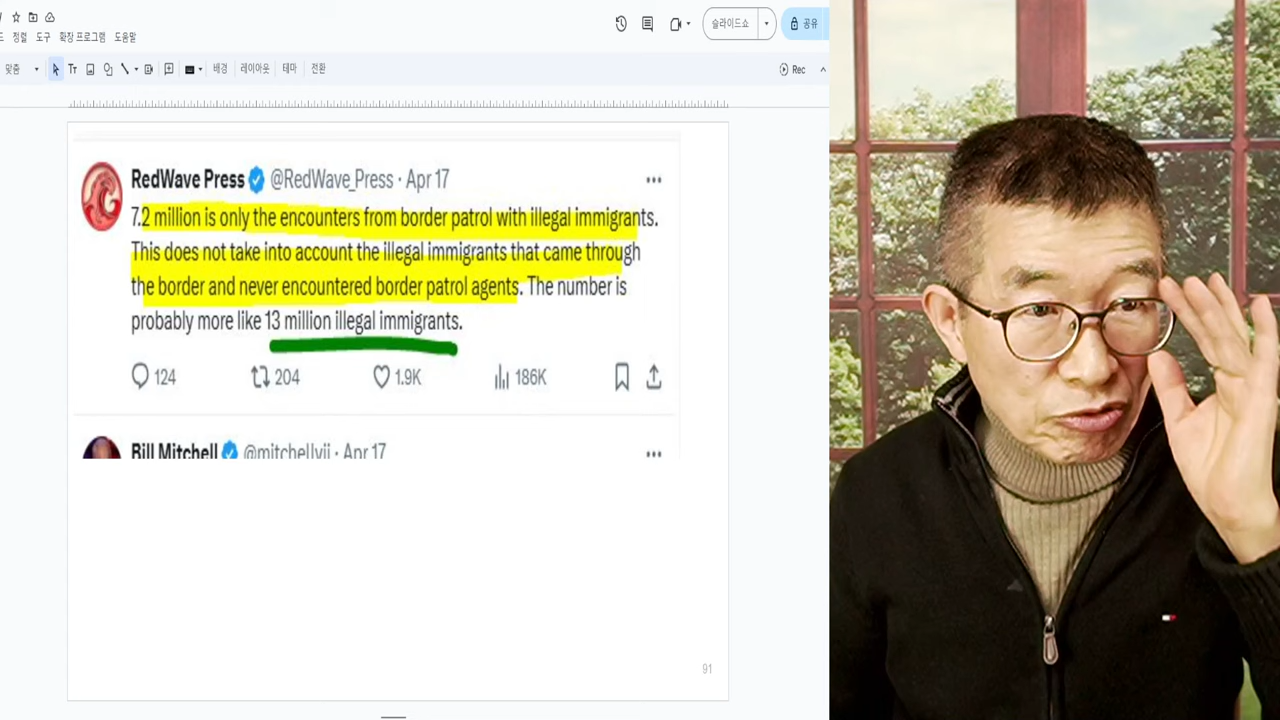 정렬 도구 확장 프로그램 도움말
슬라이드쇼
공유
맞춤
배경 레이아웃 테마 전환
Rec
RedWave Press @RedWave_Press · Apr 17
7.2 million is only the encounters from border patrol with illegal immigrants.
This does not take into account the illegal immigrants that came through
the border and never encountered border patrol agents. The number is
probably more like 13 million illegal immigrants.
124 204 1.9K 186K
Bill Mitchell @mitchellvii · Apr 17
91